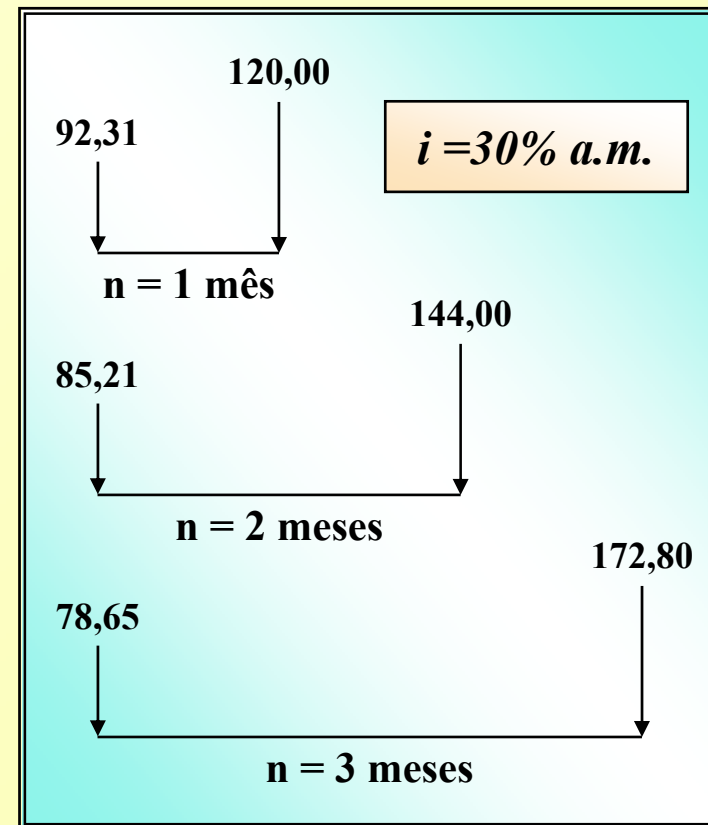 120,00
92,31
i =30% a.m.
n = 1 mês
144,00
85,21
n = 2 meses
172,80
78,65
n = 3 meses